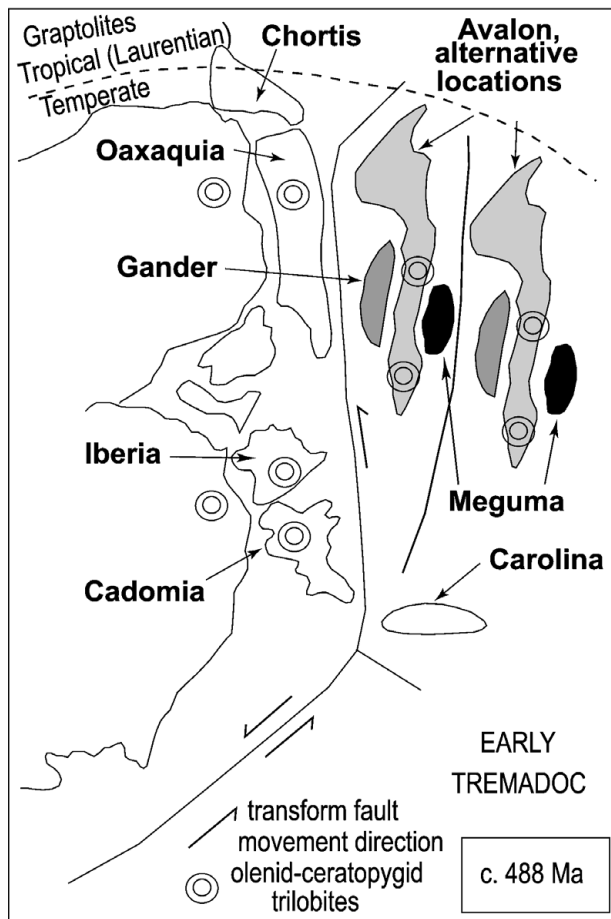 Graptolites
Tropical (Laurentian)
Temperate
Chortis
Avalon,
alternative
locations
Oaxaquia
Gander
Iberia
Meguma
Cadomia
Carolina
EARLY
TREMADOC
transform fault
movement direction
olenid-ceratopygid
trilobites
c. 488 Ma